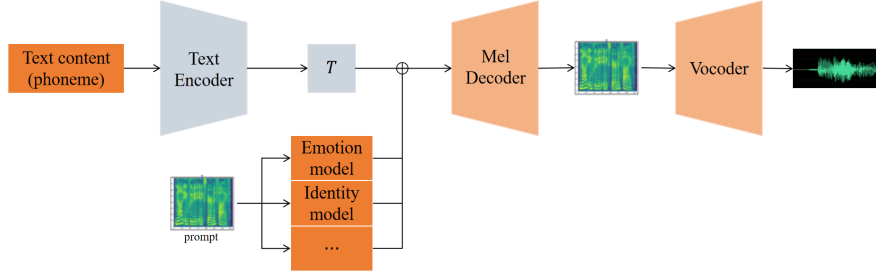 Text content
(phoneme)
Text
Encoder
T
Mel
Decoder
Vocoder
Emotion
model
Identity
model
...
prompt